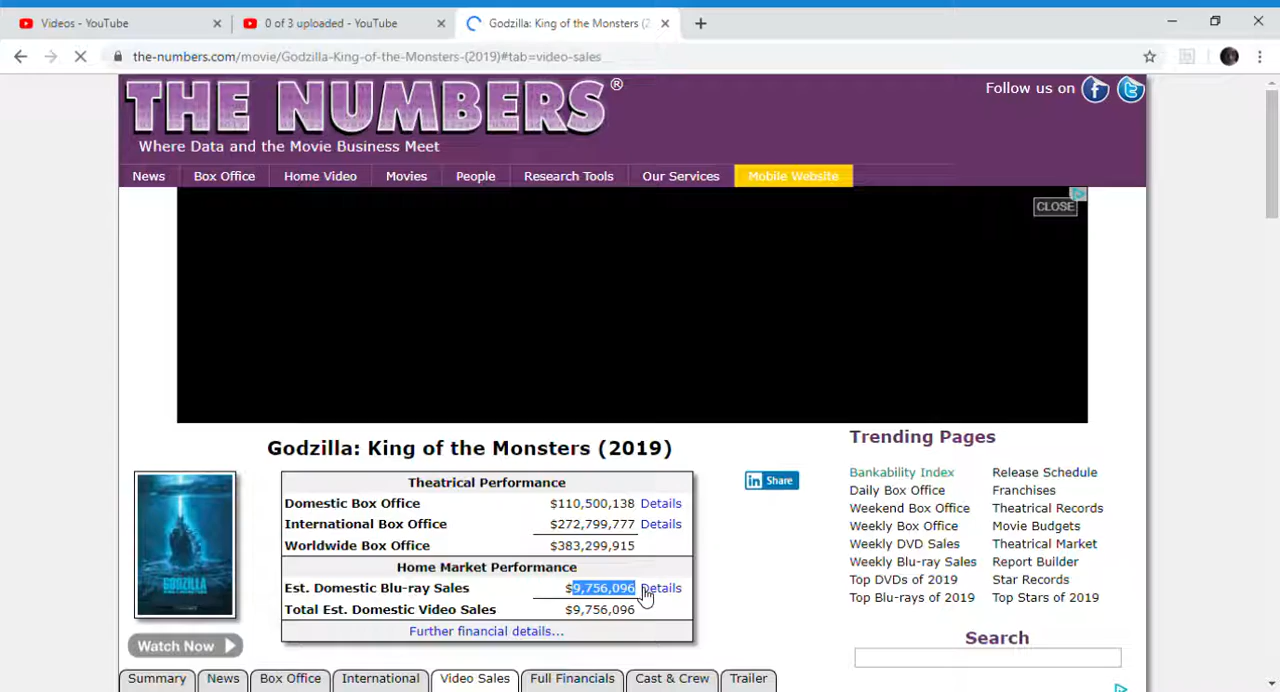 Videos - YouTube
0 of 3 uploaded - YouTube
Godzilla: King of the Monsters (2
the-numbers.com/movie/Godzilla-King-of-the-Monsters-(2019)#tab=video-sales
THE NUMBERS®
Where Data and the Movie Business Meet
Follow us on
News Box Office Home Video Movies People Research Tools Our Services Mobile Website
CLOSE
Godzilla: King of the Monsters (2019)
GODZILLA
Watch Now
Theatrical Performance
Domestic Box Office $110,500,138 Details
International Box Office $272,799,777 Details
Worldwide Box Office $383,299,915
Home Market Performance
Est. Domestic Blu-ray Sales $9,756,096 Details
Total Est. Domestic Video Sales $9,756,096
Further financial details...
in Share
Trending Pages
Bankability Index Release Schedule
Daily Box Office Franchises
Weekend Box Office Theatrical Records
Weekly Box Office Movie Budgets
Weekly DVD Sales Theatrical Market
Weekly Blu-ray Sales Report Builder
Top DVDs of 2019 Star Records
Top Blu-rays of 2019 Top Stars of 2019
Search
Summary News Box Office International Video Sales Full Financials Cast & Crew Trailer